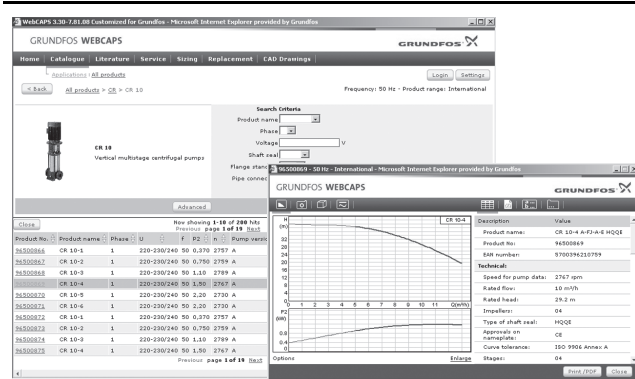 WebCAPS 3.30-7.81.08 Customized for Grundfos - Microsoft Internet Explorer provided by Grundfos
GRUNDFOS WEBCAPS
GRUNDFOS
Home | Catalogue | Literature | Service | Sizing | Replacement | CAD Drawings
Applications | All products
Login
Settings
< Back
All products > CR > CR 10
Frequency: 50 Hz - Product range: International
CR 10
Vertical multistage centrifugal pumps
Search Criteria
Product name
Phase
Voltage V
Shaft seal
Flange stand
Pipe connec
Advanced
Close
Now showing 1-10 of 200 hits
Previous page 1 of 19 Next
Product No. Product name Phase U f P2 n Pump versio
96500866 CR 10-1 1 220-230/240 50 0,370 2757 A
96500867 CR 10-2 1 220-230/240 50 0,750 2759 A
96500868 CR 10-3 1 220-230/240 50 1,10 2789 A
CR 10-4 1 220-230/240 50 1,50 2767 A
96500870 CR 10-5 1 220-230/240 50 2,20 2730 A
96500871 CR 10-6 1 220-230/240 50 2,20 2730 A
96500872 CR 10-1 1 220-230/240 50 0,370 2757 A
96500873 CR 10-2 1 220-230/240 50 0,750 2759 A
96500874 CR 10-3 1 220-230/240 50 1,10 2789 A
96500875 CR 10-4 1 220-230/240 50 1,50 2767 A
Previous page 1 of 19 Next
96500869 - 50 Hz - International - Microsoft Internet Explorer provided by Grundfos
GRUNDFOS WEBCAPS
GRUNDFOS
H
(m)
CR 10-4
32
28
24
20
16
12
8
4
0
0 1 2 3 4 5 6 7 8 9 10 11 Q(m³/h)
P2
(kW)
0.8
0.4
0
Options
Enlarge
Description Value
Product name: CR 10-4 A-FJ-A-E HQQE
Product No: 96500869
EAN number: 5700396210759
Technical:
Speed for pump data: 2767 rpm
Rated flow: 10 m³/h
Rated head: 29.2 m
Impellers: 04
Type of shaft seal: HQQE
Approvals on nameplate: CE
Curve tolerance: ISO 9906 Annex A
Stages: 04
Print /PDF
Close